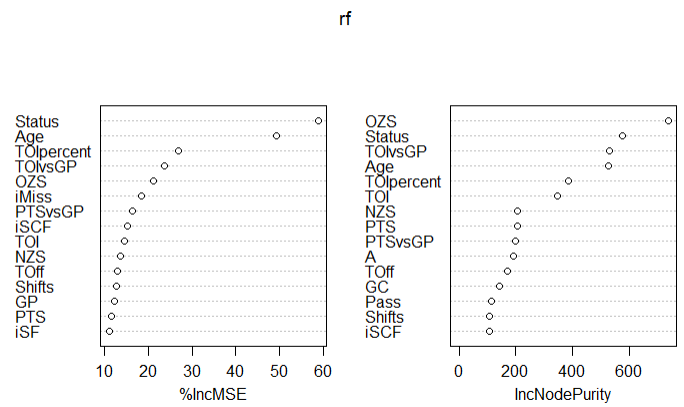 rf
Status
Age
TOIpercent
TOIvsGP
OZS
iMiss
PTSvsGP
iSCF
TOI
NZS
TOff
Shifts
GP
PTS
iSF
10 20 30 40 50 60
%IncMSE
OZS
Status
TOIvsGP
Age
TOIpercent
TOI
NZS
PTS
PTSvsGP
A
TOff
GC
Pass
Shifts
iSCF
0 200 400 600
IncNodePurity